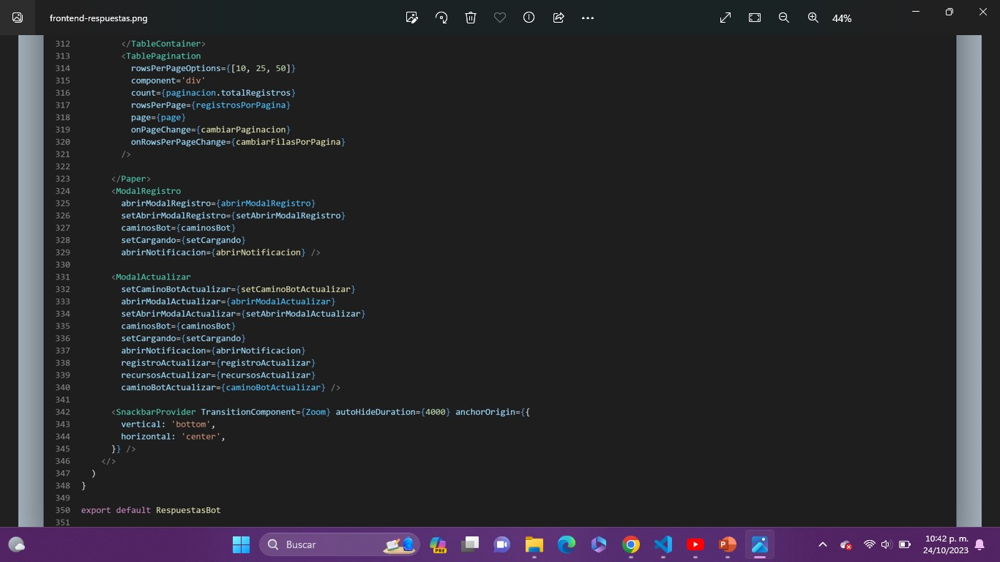 frontend-respuestas.png
44%
312 </TableContainer>
313 <TablePagination
314 rowsPerPageOptions={[10, 25, 50]}
315 component='div'
316 count={paginacion.totalRegistros}
317 rowsPerPage={registrosPorPagina}
318 page={page}
319 onPageChange={cambiarPaginacion}
320 onRowsPerPageChange={cambiarFilasPorPagina}
321 />
322
323 </Paper>
324 <ModalRegistro
325 abrirModalRegistro={abrirModalRegistro}
326 setAbrirModalRegistro={setAbrirModalRegistro}
327 caminosBot={caminosBot}
328 setCargando={setCargando}
329 abrirNotificacion={abrirNotificacion} />
330
331 <ModalActualizar
332 setCaminoBotActualizar={setCaminoBotActualizar}
333 abrirModalActualizar={abrirModalActualizar}
334 setAbrirModalActualizar={setAbrirModalActualizar}
335 caminosBot={caminosBot}
336 setCargando={setCargando}
337 abrirNotificacion={abrirNotificacion}
338 registroActualizar={registroActualizar}
339 recursosActualizar={recursosActualizar}
340 caminoBotActualizar={caminoBotActualizar} />
341
342 <SnackbarProvider TransitionComponent={Zoom} autoHideDuration={4000} anchorOrigin={{
343 vertical: 'bottom',
344 horizontal: 'center',
345 }} />
346 </>
347 )
348 }
349
350 export default RespuestasBot
351
Buscar
PRE
10:42 p. m.
24/10/2023